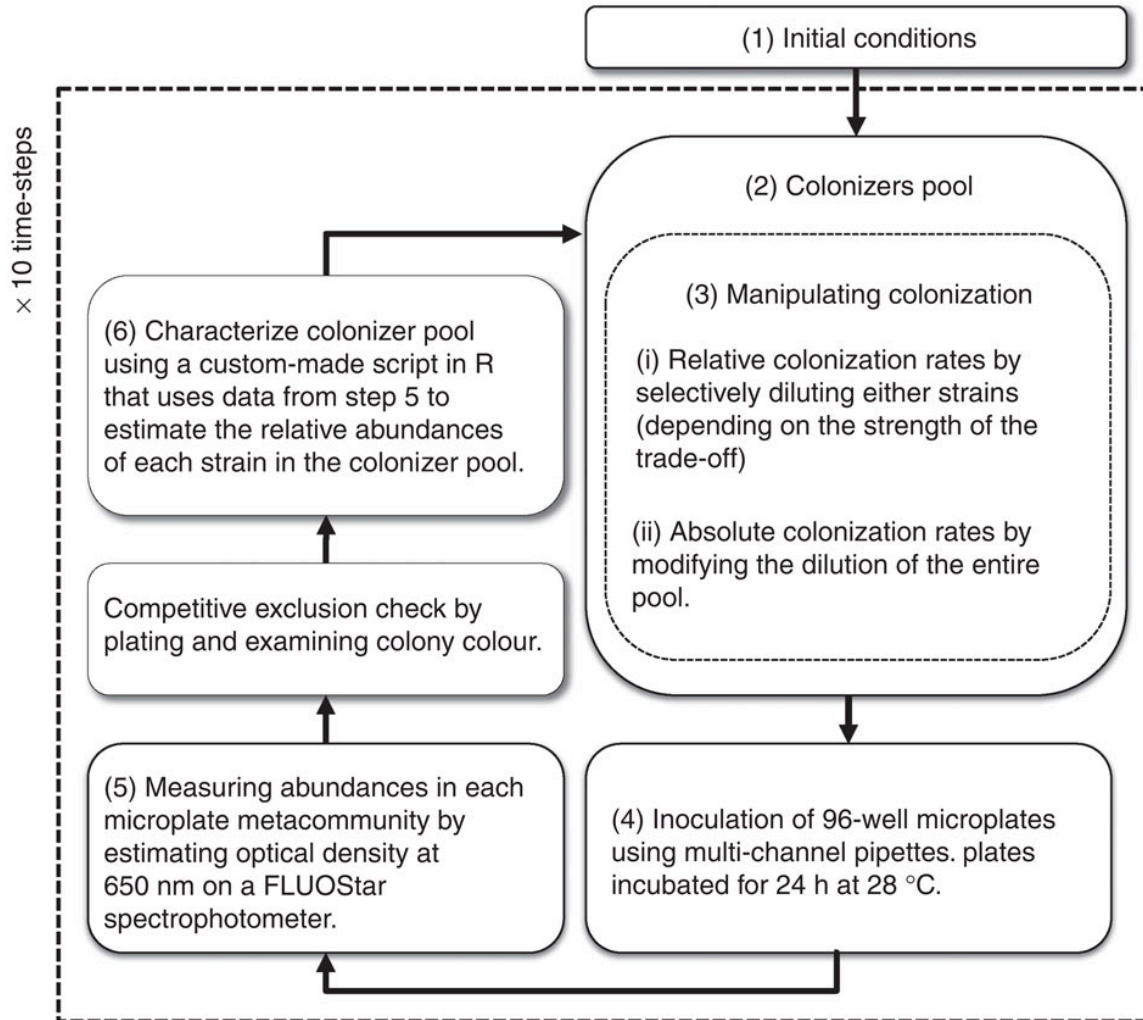 (1) Initial conditions
× 10 time-steps
(2) Colonizers pool
(3) Manipulating colonization
(i) Relative colonization rates by
selectively diluting either strains
(depending on the strength of the
trade-off)
(ii) Absolute colonization rates by
modifying the dilution of the entire
pool.
(4) Inoculation of 96-well microplates
using multi-channel pipettes. plates
incubated for 24 h at 28 °C.
(5) Measuring abundances in each
microplate metacommunity by
estimating optical density at
650 nm on a FLUOStar
spectrophotometer.
Competitive exclusion check by
plating and examining colony colour.
(6) Characterize colonizer pool
using a custom-made script in R
that uses data from step 5 to
estimate the relative abundances
of each strain in the colonizer pool.